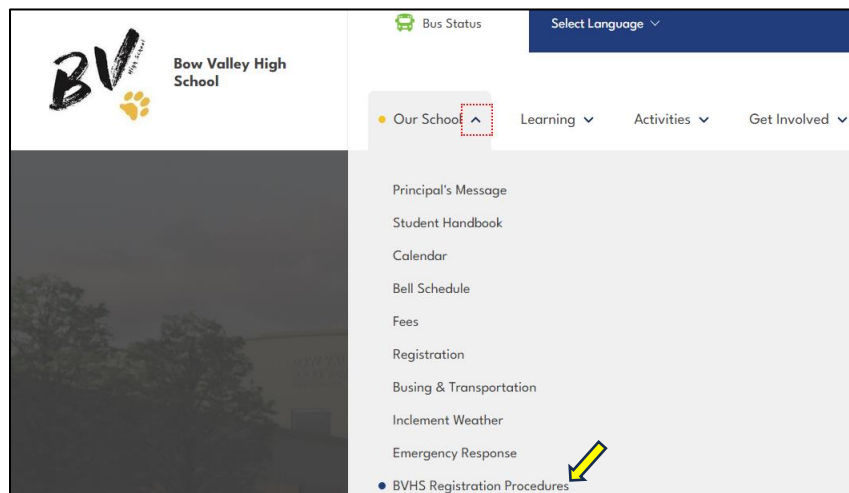 Bus Status
Select Language
BV
High School
Bow Valley High
School
Our School
Learning
Activities
Get Involved
Principal's Message
Student Handbook
Calendar
Bell Schedule
Fees
Registration
Busing & Transportation
Inclement Weather
Emergency Response
BVHS Registration Procedures